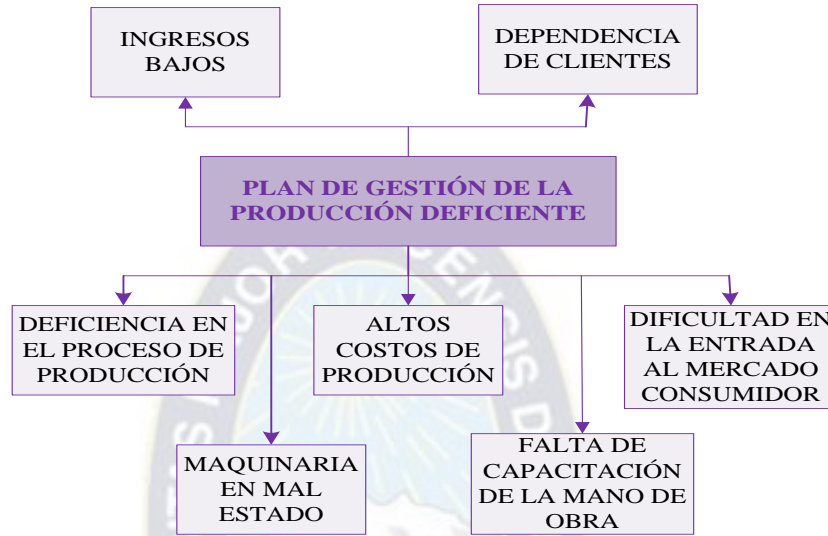 INGRESOS
BAJOS
DEPENDENCIA
DE CLIENTES
PLAN DE GESTIÓN DE LA
PRODUCCIÓN DEFICIENTE
DEFICIENCIA EN
EL PROCESO DE
PRODUCCIÓN
ALTOS
COSTOS DE
PRODUCCIÓN
DIFICULTAD EN
LA ENTRADA
AL MERCADO
CONSUMIDOR
MAQUINARIA
EN MAL
ESTADO
FALTA DE
CAPACITACIÓN
DE LA MANO DE
OBRA